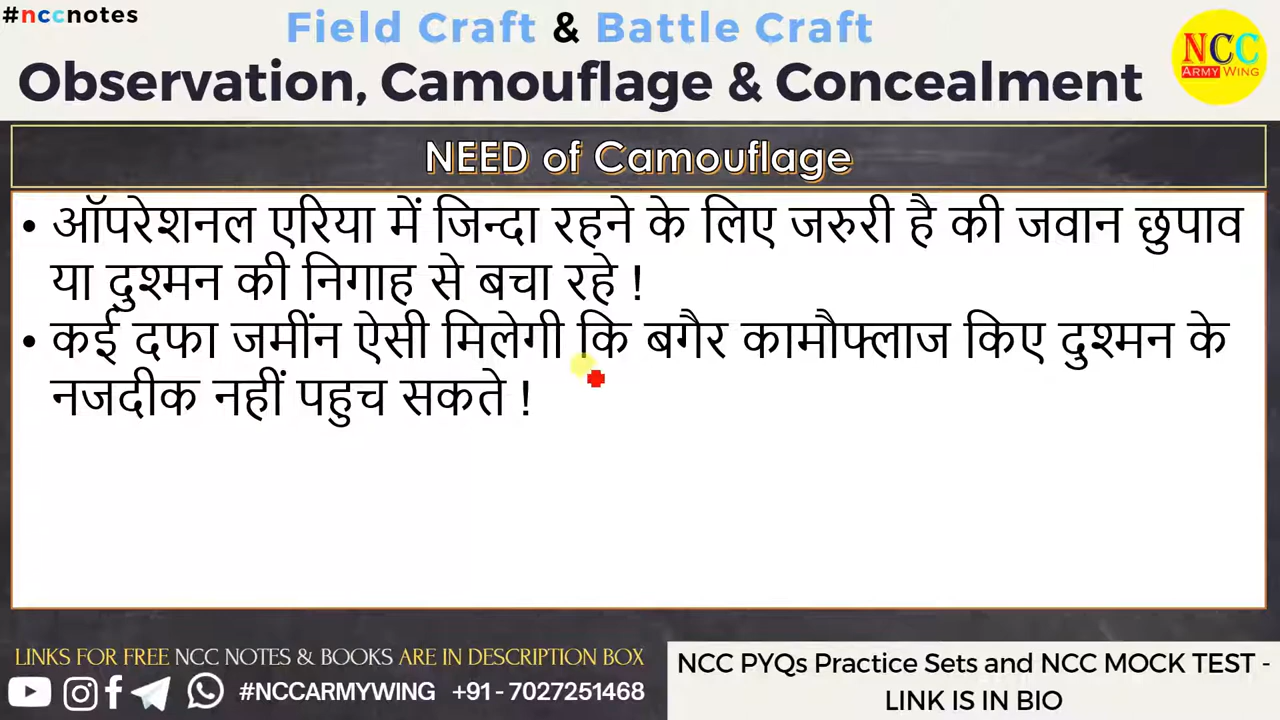 #nccnotes
Field Craft & Battle Craft
Observation, Camouflage & Concealment
NCC
ARMY WING
NEED of Camouflage
• ऑपरेशनल एरिया में जिन्दा रहने के लिए जरुरी है की जवान छुपाव
या दुश्मन की निगाह से बचा रहे !
• कई दफा जमींन ऐसी मिलेगी कि बगैर कामौफ्लाज किए दुश्मन के
नजदीक नहीं पहुच सकते !
LINKS FOR FREE NCC NOTES & BOOKS ARE IN DESCRIPTION BOX
#NCCARMYWING +91 - 7027251468
NCC PYQs Practice Sets and NCC MOCK TEST -
LINK IS IN BIO